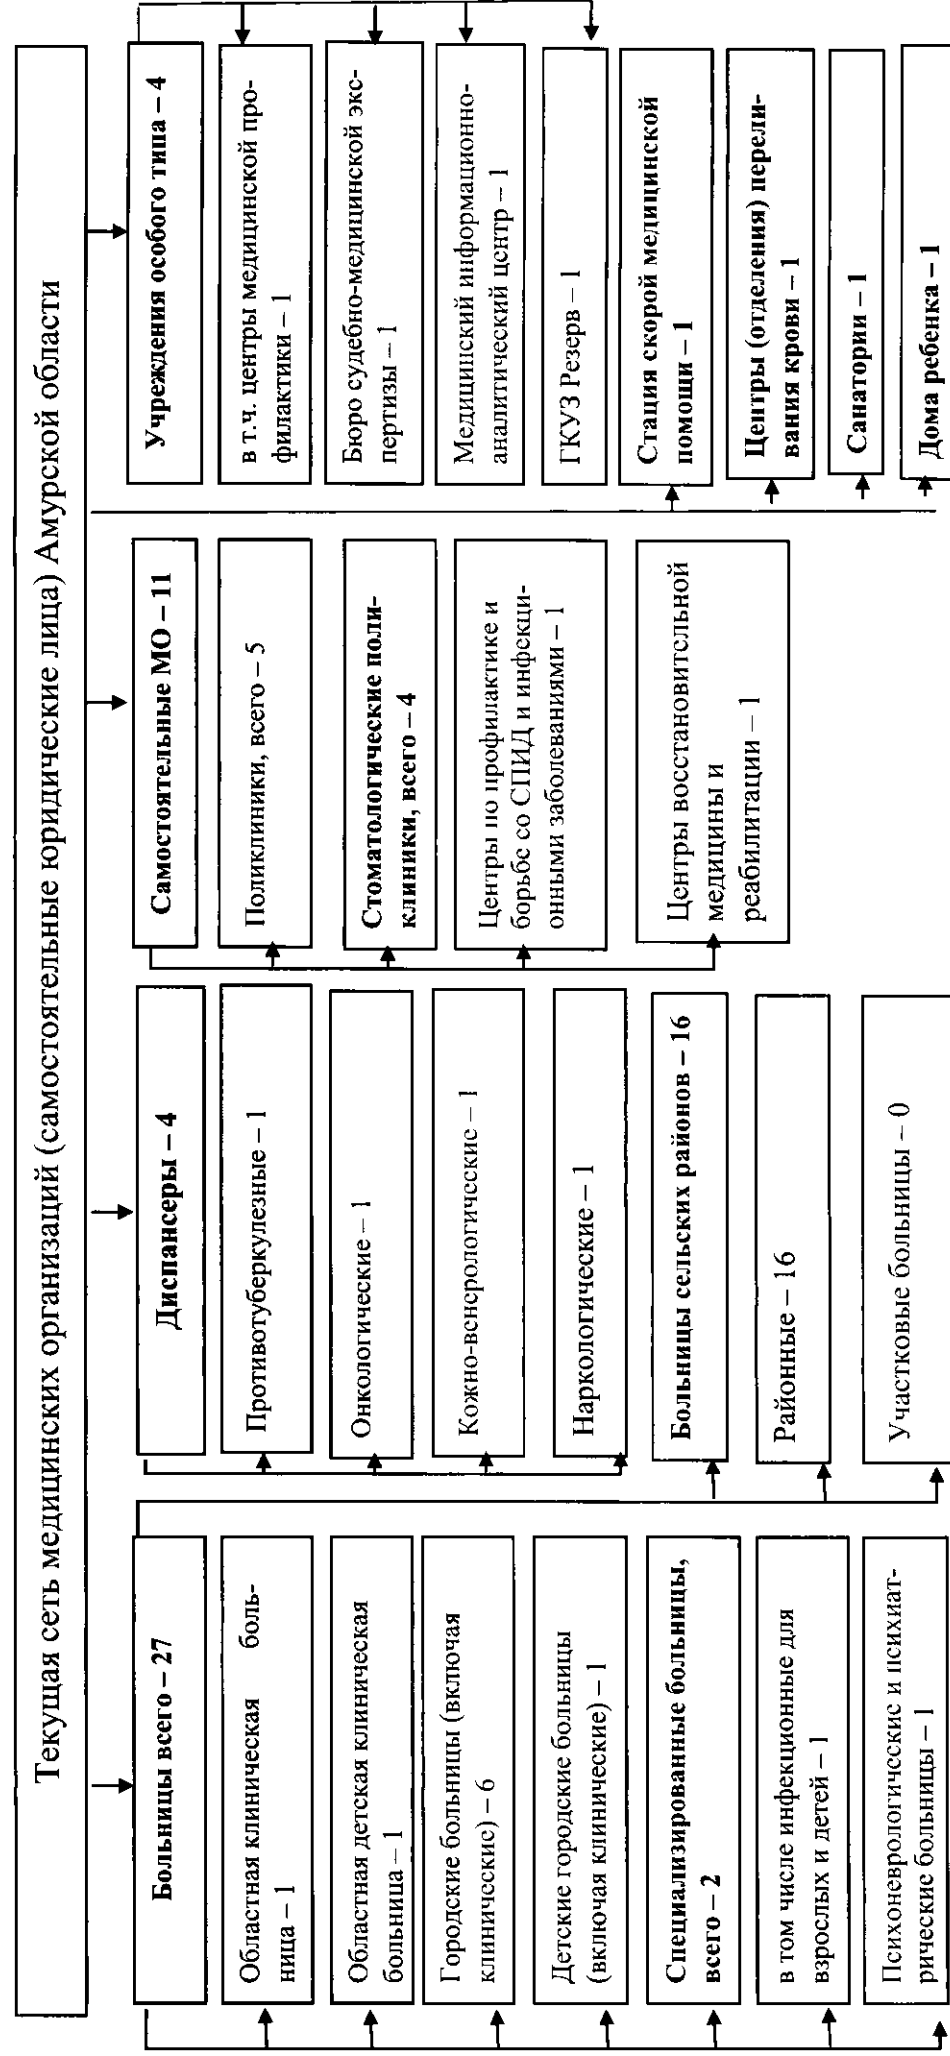 Текущая сеть медицинских организаций (самостоятельные юридические лица) Амурской области
Больницы всего – 27
Областная клиническая боль-
ница – 1
Областная детская клиническая
больница – 1
Городские больницы (включая
клинические) – 6
Детские городские больницы
(включая клинические) – 1
Специализированные больницы,
всего – 2
в том числе инфекционные для
взрослых и детей – 1
Психоневрологические и психиат-
рические больницы – 1
Диспансеры – 4
Противотуберкулезные – 1
Онкологические – 1
Кожно-венерологические – 1
Наркологические – 1
Больницы сельских районов – 16
Районные – 16
Участковые больницы – 0
Самостоятельные МО – 11
Поликлиники, всего – 5
Стоматологические поли-
клиники, всего – 4
Центры по профилактике и
борьбе со СПИД и инфекци-
онными заболеваниями – 1
Центры восстановительной
медицины и
реабилитации – 1
Учреждения особого типа – 4
в т.ч. центры медицинской про-
филактики – 1
Бюро судебно-медицинской экс-
пертизы – 1
Медицинский информационно-
аналитический центр – 1
ГКУЗ Резерв – 1
Стация скорой медицинской
помощи – 1
Центры (отделения) перели-
вания крови – 1
Санатории – 1
Дома ребенка – 1